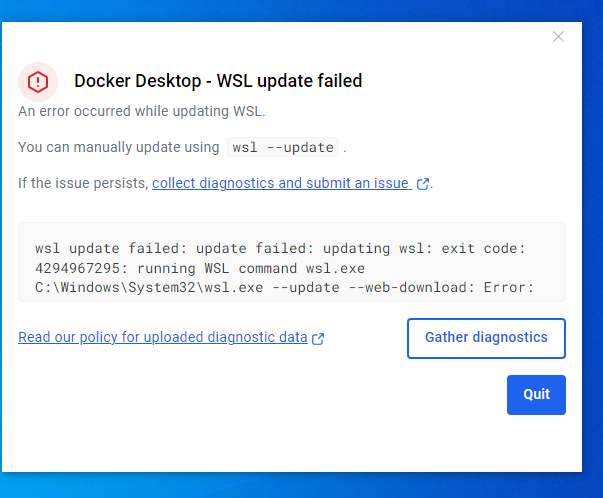 Docker Desktop - WSL update failed
An error occurred while updating WSL.
You can manually update using wsl --update .
If the issue persists, collect diagnostics and submit an issue .
wsl update failed: update failed: updating wsl: exit code:
4294967295: running WSL command wsl.exe
C:\Windows\System32\wsl.exe --update --web-download: Error:
Read our policy for uploaded diagnostic data
Gather diagnostics
Quit